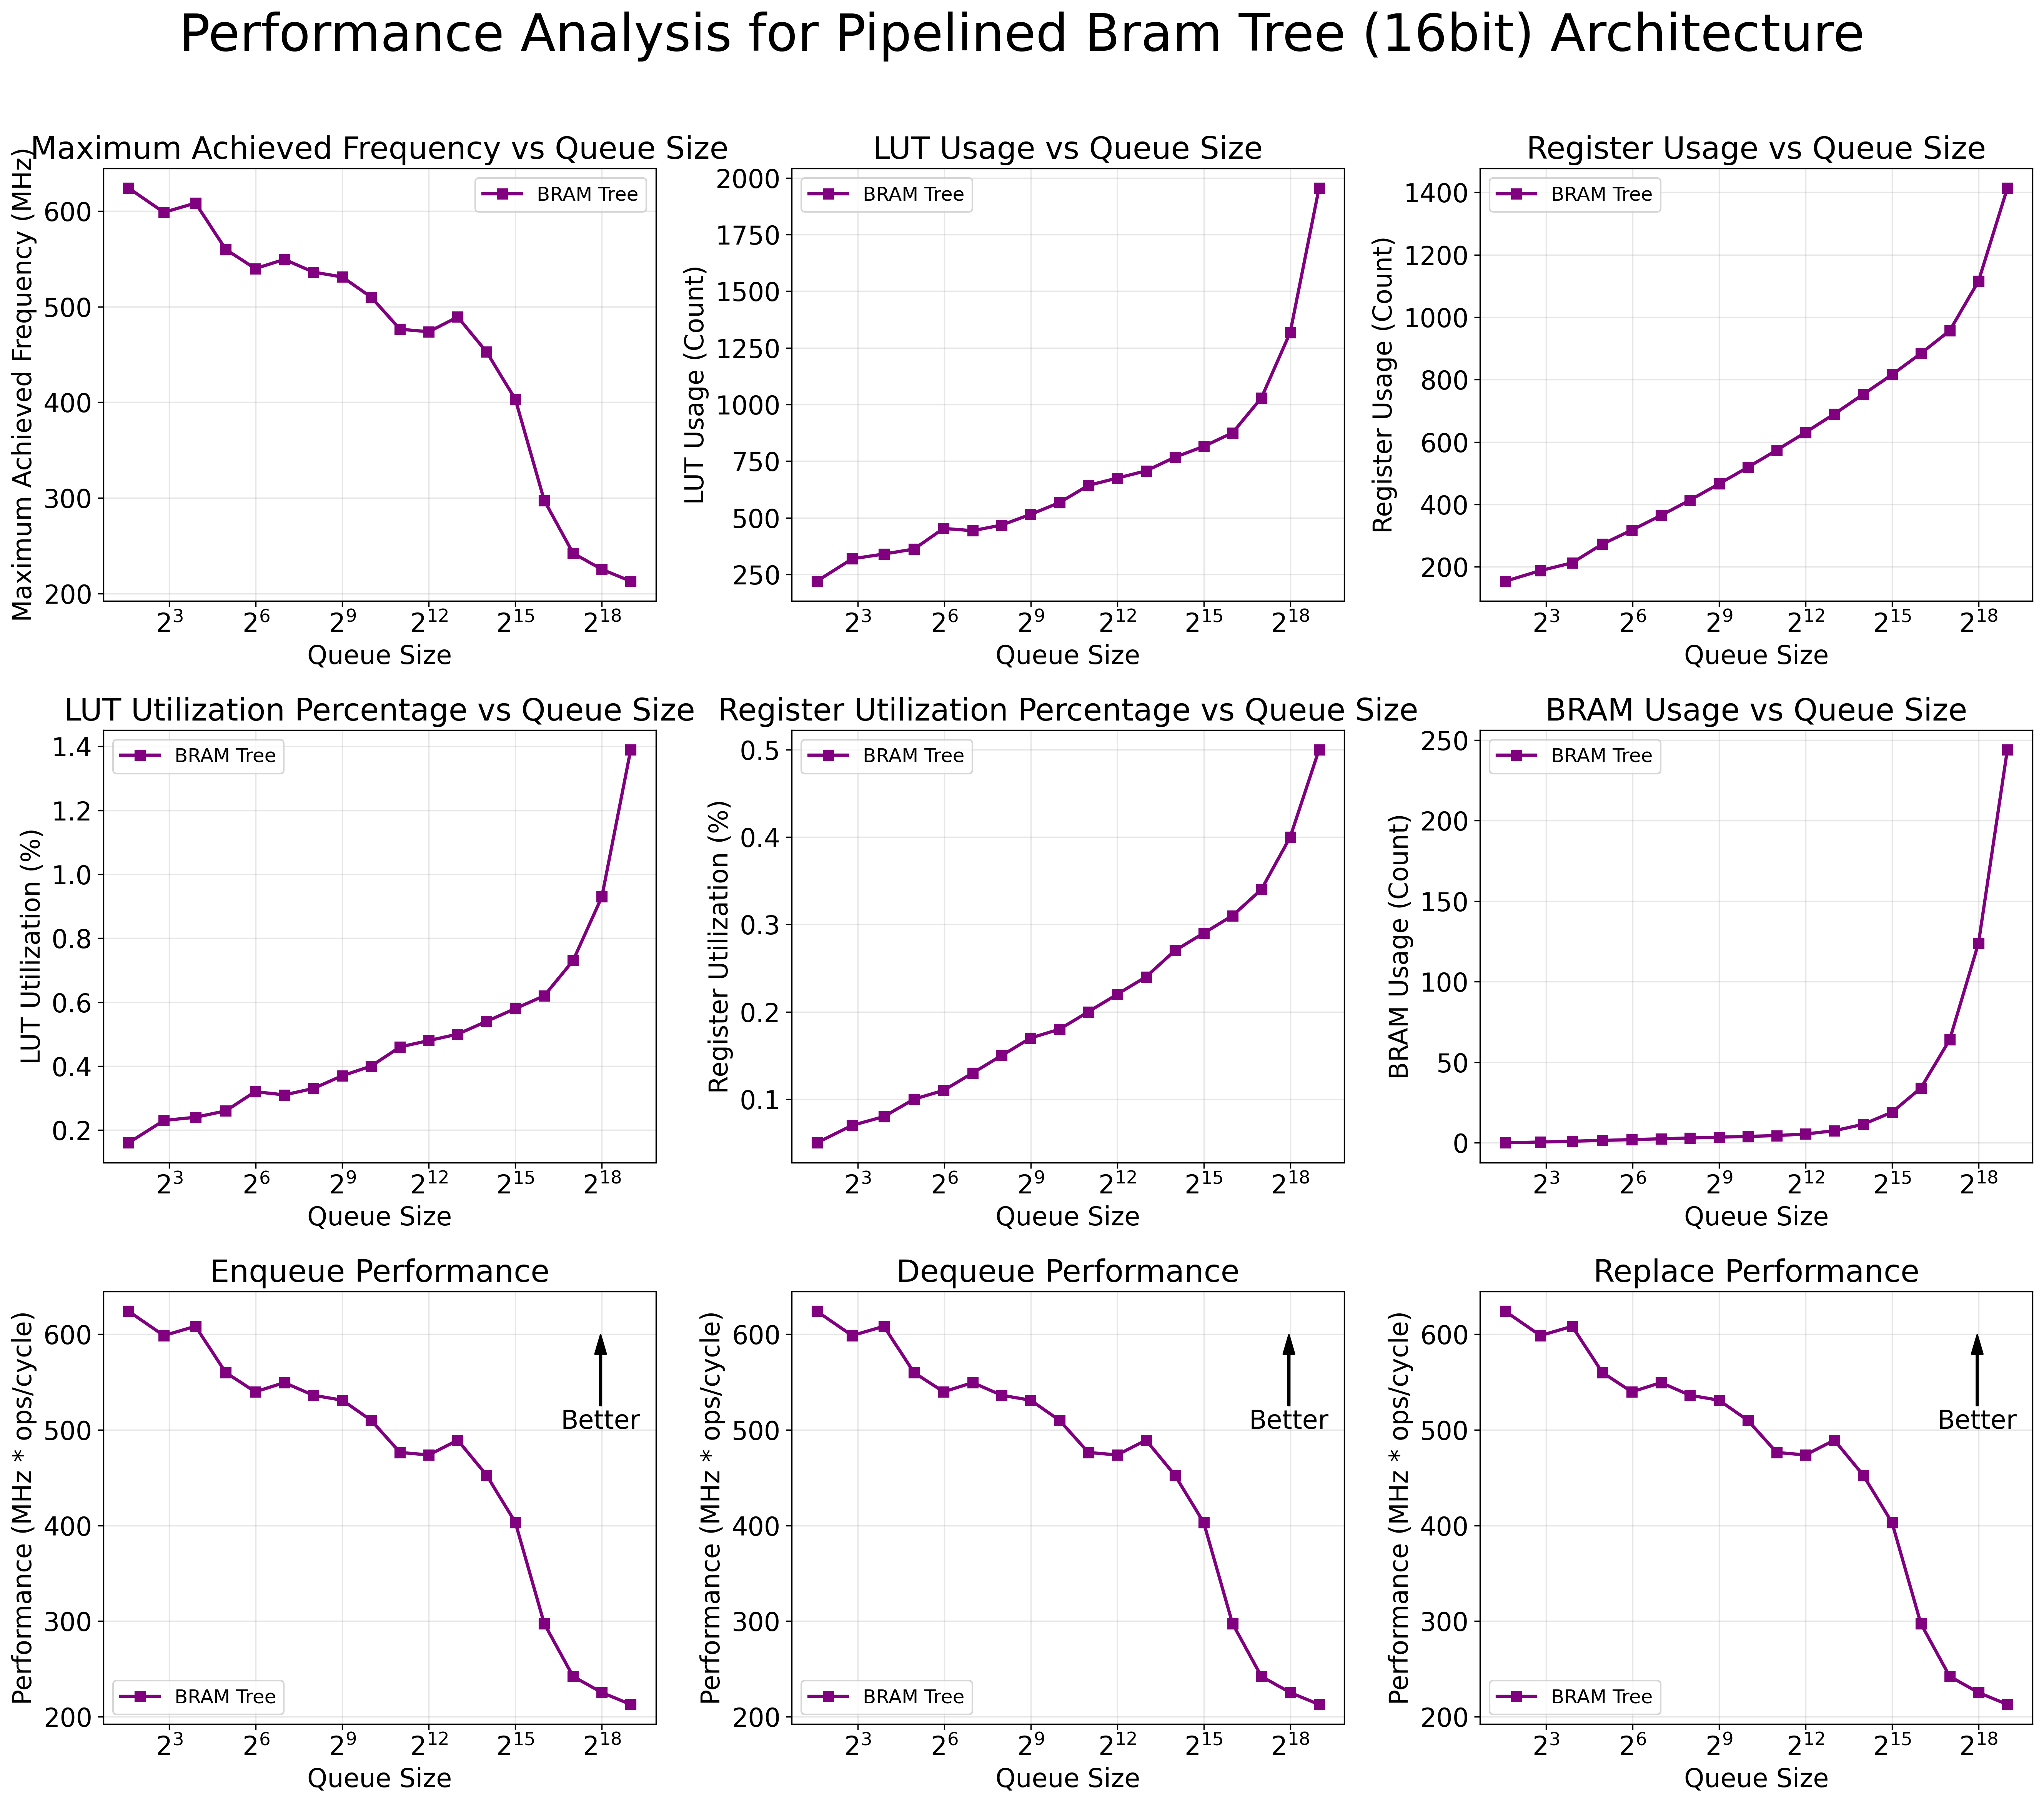 Performance Analysis for Pipelined Bram Tree (16bit) Architecture
Maximum Achieved Frequency vs Queue Size
Maximum Achieved Frequency (MHz)
600
500
400
300
200
BRAM Tree
2³ 2⁶ 2⁹ 2¹² 2¹⁵ 2¹⁸
Queue Size
LUT Usage vs Queue Size
LUT Usage (Count)
2000
1750
1500
1250
1000
750
500
250
BRAM Tree
2³ 2⁶ 2⁹ 2¹² 2¹⁵ 2¹⁸
Queue Size
Register Usage vs Queue Size
Register Usage (Count)
1400
1200
1000
800
600
400
200
BRAM Tree
2³ 2⁶ 2⁹ 2¹² 2¹⁵ 2¹⁸
Queue Size
LUT Utilization Percentage vs Queue Size
LUT Utilization (%)
1.4
1.2
1.0
0.8
0.6
0.4
0.2
BRAM Tree
2³ 2⁶ 2⁹ 2¹² 2¹⁵ 2¹⁸
Queue Size
Register Utilization Percentage vs Queue Size
Register Utilization (%)
0.5
0.4
0.3
0.2
0.1
BRAM Tree
2³ 2⁶ 2⁹ 2¹² 2¹⁵ 2¹⁸
Queue Size
BRAM Usage vs Queue Size
BRAM Usage (Count)
250
200
150
100
50
0
BRAM Tree
2³ 2⁶ 2⁹ 2¹² 2¹⁵ 2¹⁸
Queue Size
Enqueue Performance
Performance (MHz * ops/cycle)
600
500
400
300
200
Better
BRAM Tree
2³ 2⁶ 2⁹ 2¹² 2¹⁵ 2¹⁸
Queue Size
Dequeue Performance
Performance (MHz * ops/cycle)
600
500
400
300
200
Better
BRAM Tree
2³ 2⁶ 2⁹ 2¹² 2¹⁵ 2¹⁸
Queue Size
Replace Performance
Performance (MHz * ops/cycle)
600
500
400
300
200
Better
BRAM Tree
2³ 2⁶ 2⁹ 2¹² 2¹⁵ 2¹⁸
Queue Size